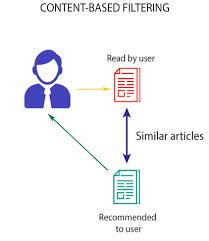 CONTENT-BASED FILTERING
Read by user
Similar articles
Recommended
to user